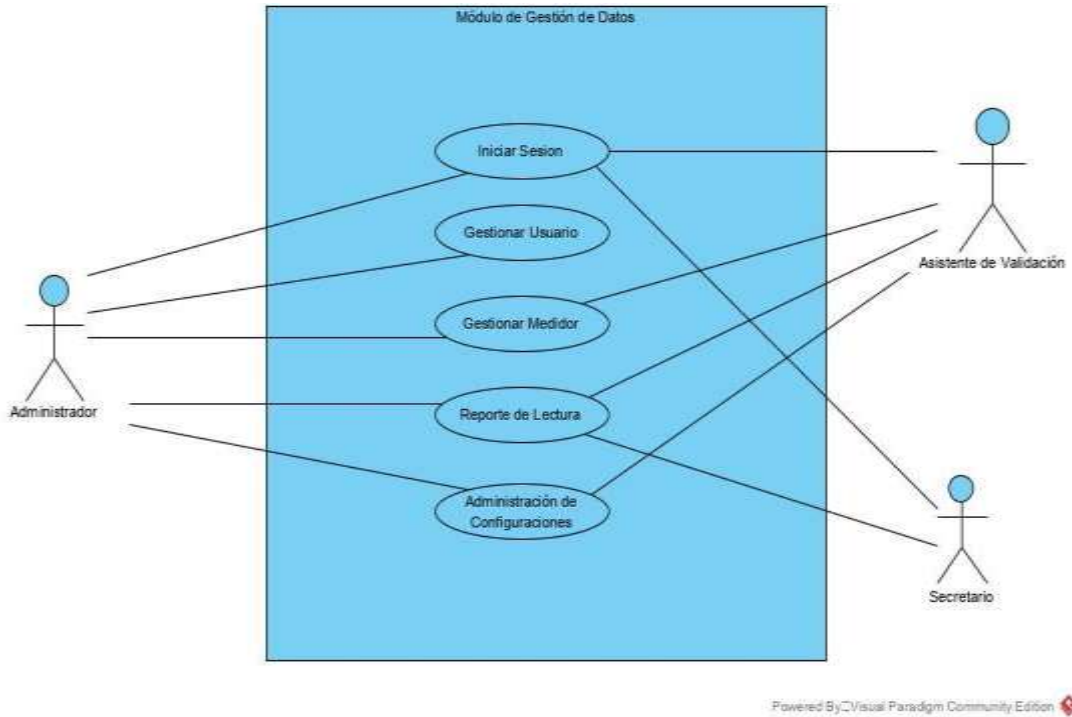 Módulo de Gestión de Datos
Iniciar Sesion
Gestionar Usuario
Asistente de Validación
Gestionar Medidor
Administrador
Reporte de Lectura
Administración de
Configuraciones
Secretario
Powered By Visual Paradigm Community Edition